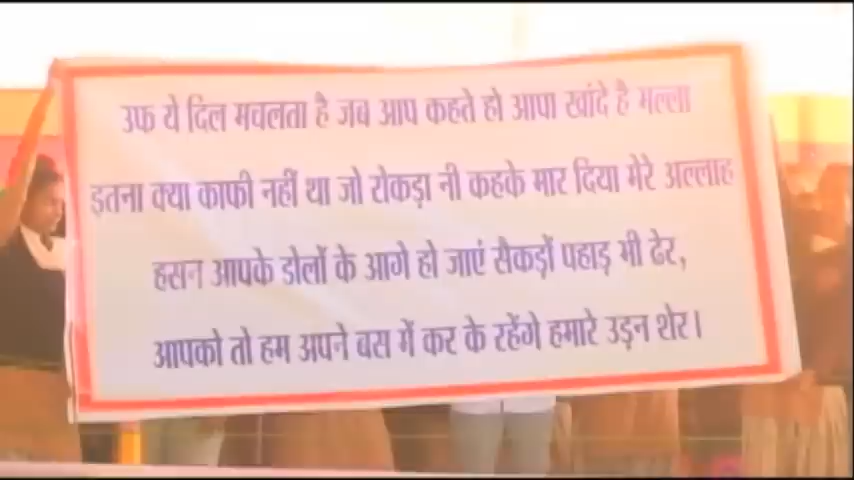 उफ ये दिल मचलता है जब आप कहते हो आपा खांदे है मल्ला
इतना क्या काफी नहीं था जो रोकड़ा नी कहके मार दिया मेरे अल्लाह
हसन आपके डोलों के आगे हो जाएं सैकड़ों पहाड़ भी ढेर,
आपको तो हम अपने बस में कर के रहेंगे हमारे उड़न शेर।